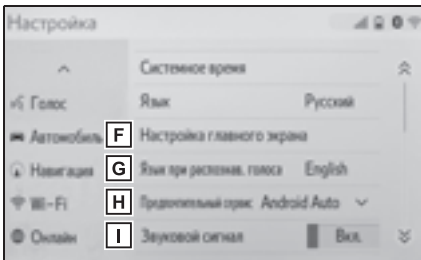 Настройка
Системное время
Голос
Язык Русский
Автомобиль F Настройка главного экрана
Навигация G Язык при распознав. голоса English
Wi-Fi H Предпочтительный сервис Android Auto
Онлайн I Звуковой сигнал Вкл.